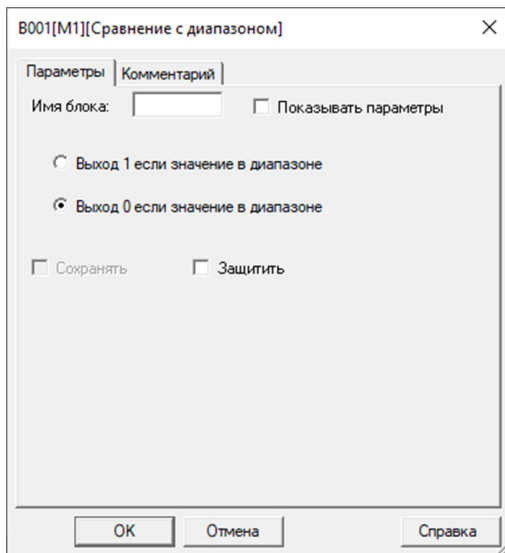 B001[M1][Сравнение с диапазоном]
Параметры Комментарий
Имя блока: Показывать параметры
Выход 1 если значение в диапазоне
Выход 0 если значение в диапазоне
Сохранять Защитить
OK Отмена Справка